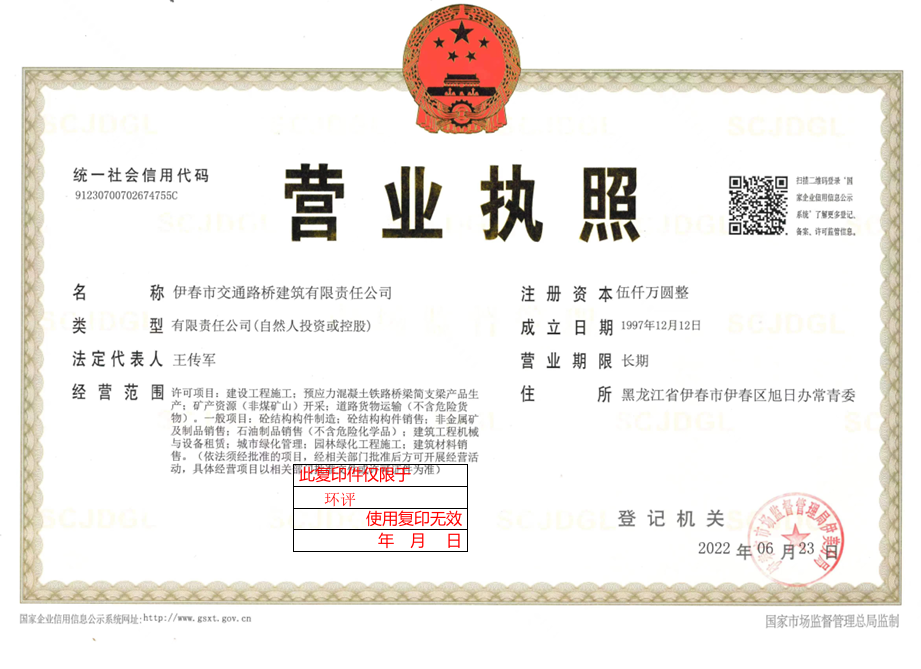 统一社会信用代码
91230700702674755C
营业执照
扫描二维码登录‘国
家企业信用信息公示
系统’了解更多登记、
备案、许可监管信息。
名称 伊春市交通路桥建筑有限责任公司
类型 有限责任公司(自然人投资或控股)
法定代表人 王传军
经营范围 许可项目：建设工程施工；预应力混凝土铁路桥梁简支梁产品生
产；矿产资源（非煤矿山）开采；道路货物运输（不含危险货
物）。一般项目：砼结构构件制造；砼结构构件销售；非金属矿
及制品销售；石油制品销售（不含危险化学品）；建筑工程机械
与设备租赁；城市绿化管理；园林绿化工程施工；建筑材料销
售。（依法须经批准的项目，经相关部门批准后方可开展经营活
动，具体经营项目以相关部门批准文件或许可证件为准）
注册资本 伍仟万圆整
成立日期 1997年12月12日
营业期限 长期
住所 黑龙江省伊春市伊春区旭日办常青委
此复印件仅限于
环评
使用复印无效
年 月 日
登记机关
2022 年 06 月 23 日
国家企业信用信息公示系统网址:http://www.gsxt.gov.cn
国家市场监督管理总局监制
SCJDGL